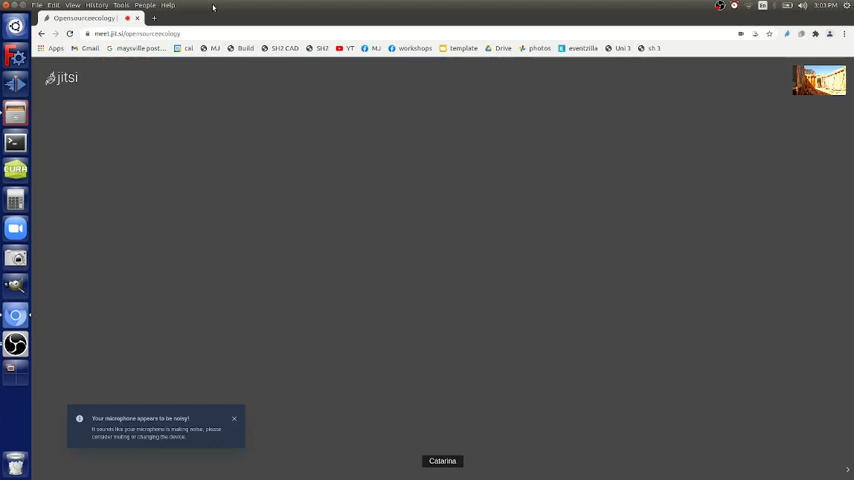 File Edit View History Tools People Help
En 3:03 PM
Opensourceecology |
meet.jit.si/opensourceecology
Apps Gmail maysville post... cal MJ Build SH2 CAD SH2 YT MJ workshops template Drive photos eventzilla Uni 3 sh 3
jitsi
CURA
Your microphone appears to be noisy!
It sounds like your microphone is making noise, please
consider muting or changing the device.
Catarina